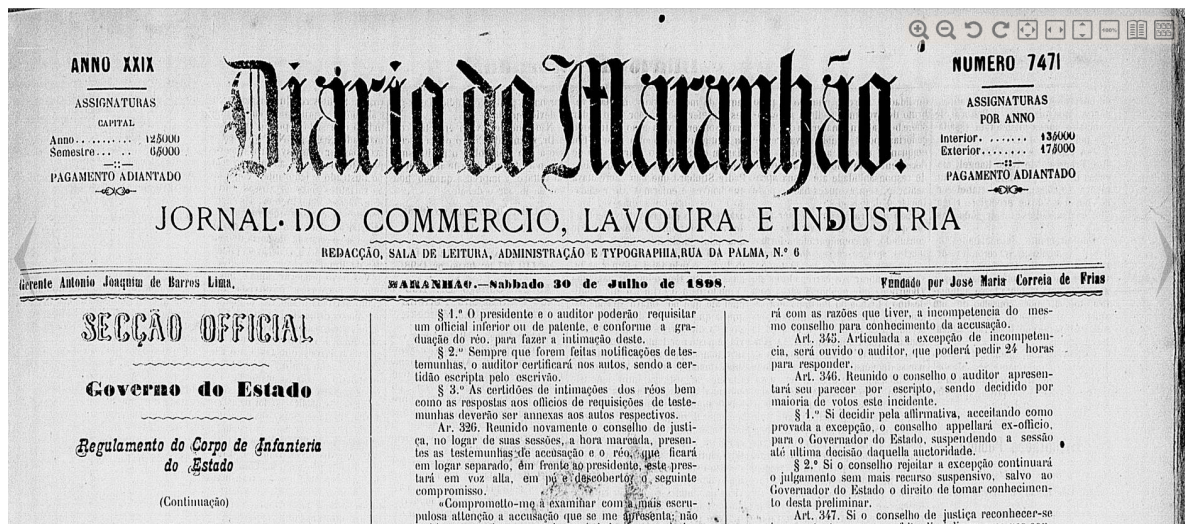 ANNO XXIX
ASSIGNATURAS
CAPITAL
Anno.......... 12$000
Semestre... ... 6$000
PAGAMENTO ADIANTADO
Diario do Maranhão.
NUMERO 7471
ASSIGNATURAS
POR ANNO
Interior........ 13$000
Exterior........ 17$000
PAGAMENTO ADIANTADO
JORNAL DO COMMERCIO, LAVOURA E INDUSTRIA
REDACÇÃO, SALA DE LEITURA, ADMINISTRAÇÃO E TYPOGRAPHIA,RUA DA PALMA, N.º 6
Gerente Antonio Joaquim de Barros Lima.
MARANHAO.—Sabbado 30 de Julho de 1898.
Fundado por José Maria Correia de Frias
SECÇÃO OFFICIAL
Governo do Estado
Regulamento do Corpo de Infanteria
do Estado
(Continuação)
§ 1.º O presidente e o auditor poderão requisitar
um official inferior ou de patente, e conforme a gra-
duação do réo, para fazer a intimação deste.
§ 2.º Sempre que forem feitas notificações de tes-
temunhas, o auditor certificará nos autos, sendo a cer-
tidão escripta pelo escrivão.
§ 3.º As certidões de intimações dos réos bem
como as respostas aos officios de requisições de teste-
munhas deverão ser annexas aos autos respectivos.
Ar. 326. Reunido novamente o conselho de justi-
ça, no logar de suas sessões, a hora marcada, presen-
tes as testemunhas de accusação e o réo, que ficará
em logar separado, em frente ao presidente, este pres-
tará em voz alta, em pé e descoberto, o seguinte
compromisso.
«Comprometto-me a examinar com a mais escru-
pulosa attenção a accusação que se me apresenta; não
rá com as razões que tiver, a incompetencia do mes-
mo conselho para conhecimento da accusação.
Art. 345. Articulada a excepção de incompeten-
cia, será ouvido o auditor, que poderá pedir 24 horas
para responder.
Art. 346. Reunido o conselho o auditor apresen-
tará seu parecer por escripto, sendo decidido por
maioria de votos este incidente.
§ 1.º Si decidir pela affirmativa, acceitando como
provada a excepção, o conselho appellará ex-officio,
para o Governador do Estado, suspendendo a sessão
até ultima decisão daquella auctoridade.
§ 2.º Si o conselho rejeitar a excepção continuará
o julgamento sem mais recurso suspensivo, salvo ao
Governador do Estado o direito de tomar conhecimen-
to desta preliminar.
Art. 347. Si o conselho de justiça reconhecer-se